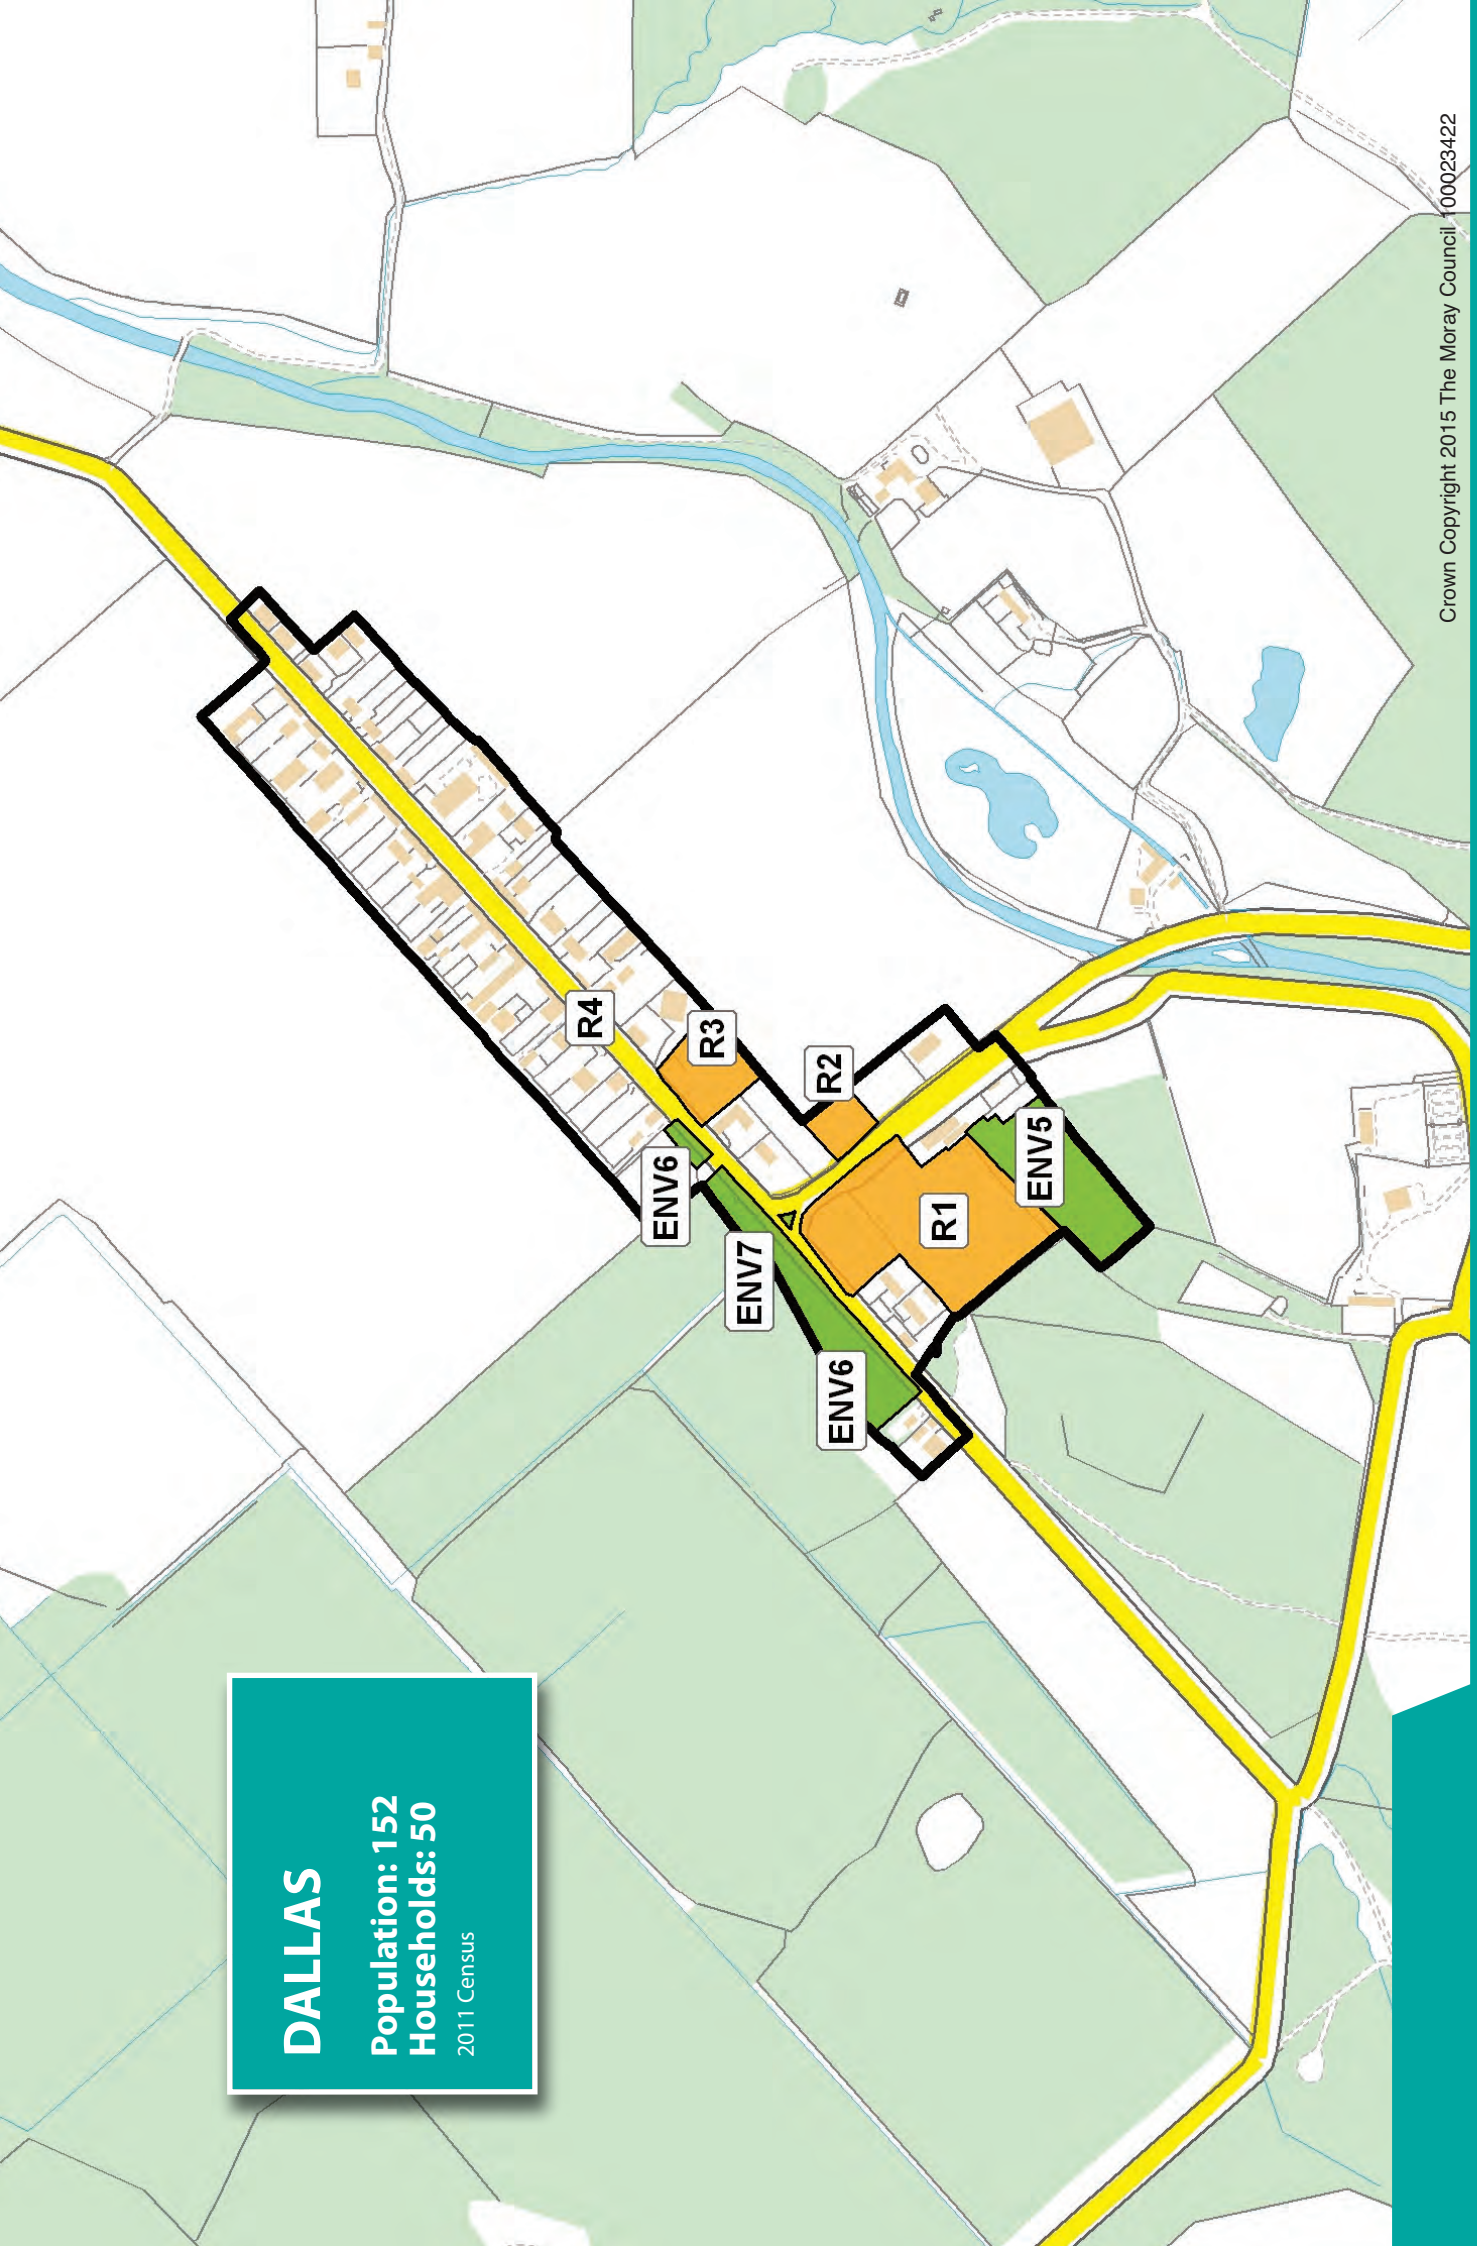 DALLAS
Population: 152
Households: 50
2011 Census
R4
R3
R2
ENV6
ENV7
R1
ENV5
ENV6
Crown Copyright 2015 The Moray Council 100023422